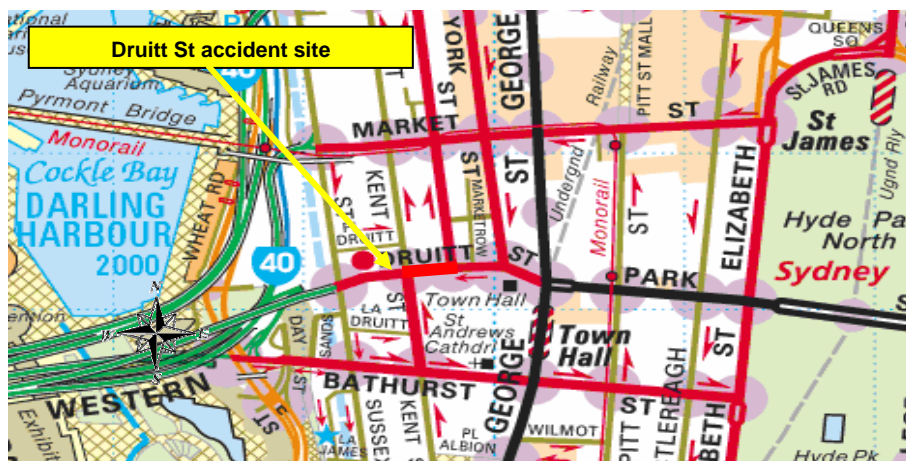 Druitt St accident site
Sydney
Aquarium
Pyrmont Bridge
Monorail
Cockle Bay
DARLING
HARBOUR
2000
WHEAT RD
40
40
MARKET ST
YORK ST
GEORGE ST
Railway
Undergnd
PITT ST MALL
QUEENS
SQ
ST JAMES
RD
St
James
Ugnd Rly
ELIZABETH ST
Hyde Pa
North
Sydney
KENT ST
ST
MARKET ROW
DRUITT
DRUITT ST
Monorail
ST
PARK
Town Hall
St
Andrews
Cathdrl
Town
Hall
LA
DRUITT
DAY ST
SANDS
N
WESTERN
BATHURST ST
GEORGE
SUSSEX
KENT
LA
JAMES
PL
ALBION
WILMOT
PITT
TLEREAGH
BETH
Exhibit
Hyde Pk